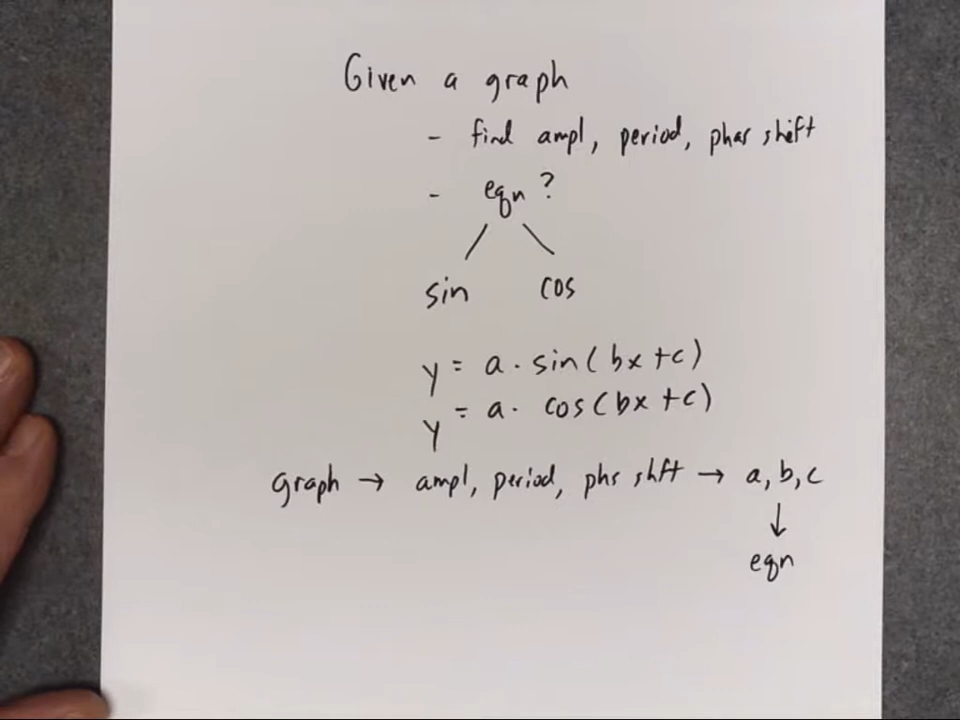 Given a graph
- find ampl, period, phas shift
- eqn?
sin cos
y = a · sin(bx+c)
y = a · cos(bx+c)
graph → ampl, period, phs shft → a, b, c
↓
eqn